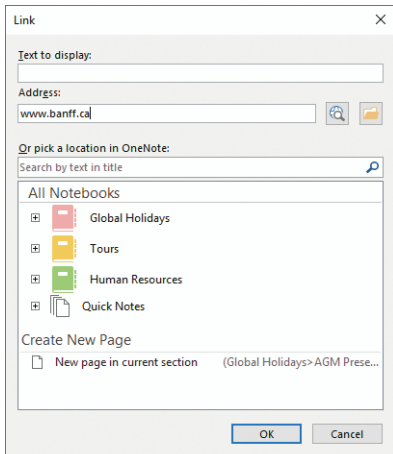 Link
Text to display:
Address:
www.banff.ca
Or pick a location in OneNote:
Search by text in title
All Notebooks
Global Holidays
Tours
Human Resources
Quick Notes
Create New Page
New page in current section (Global Holidays>AGM Prese...
OK Cancel